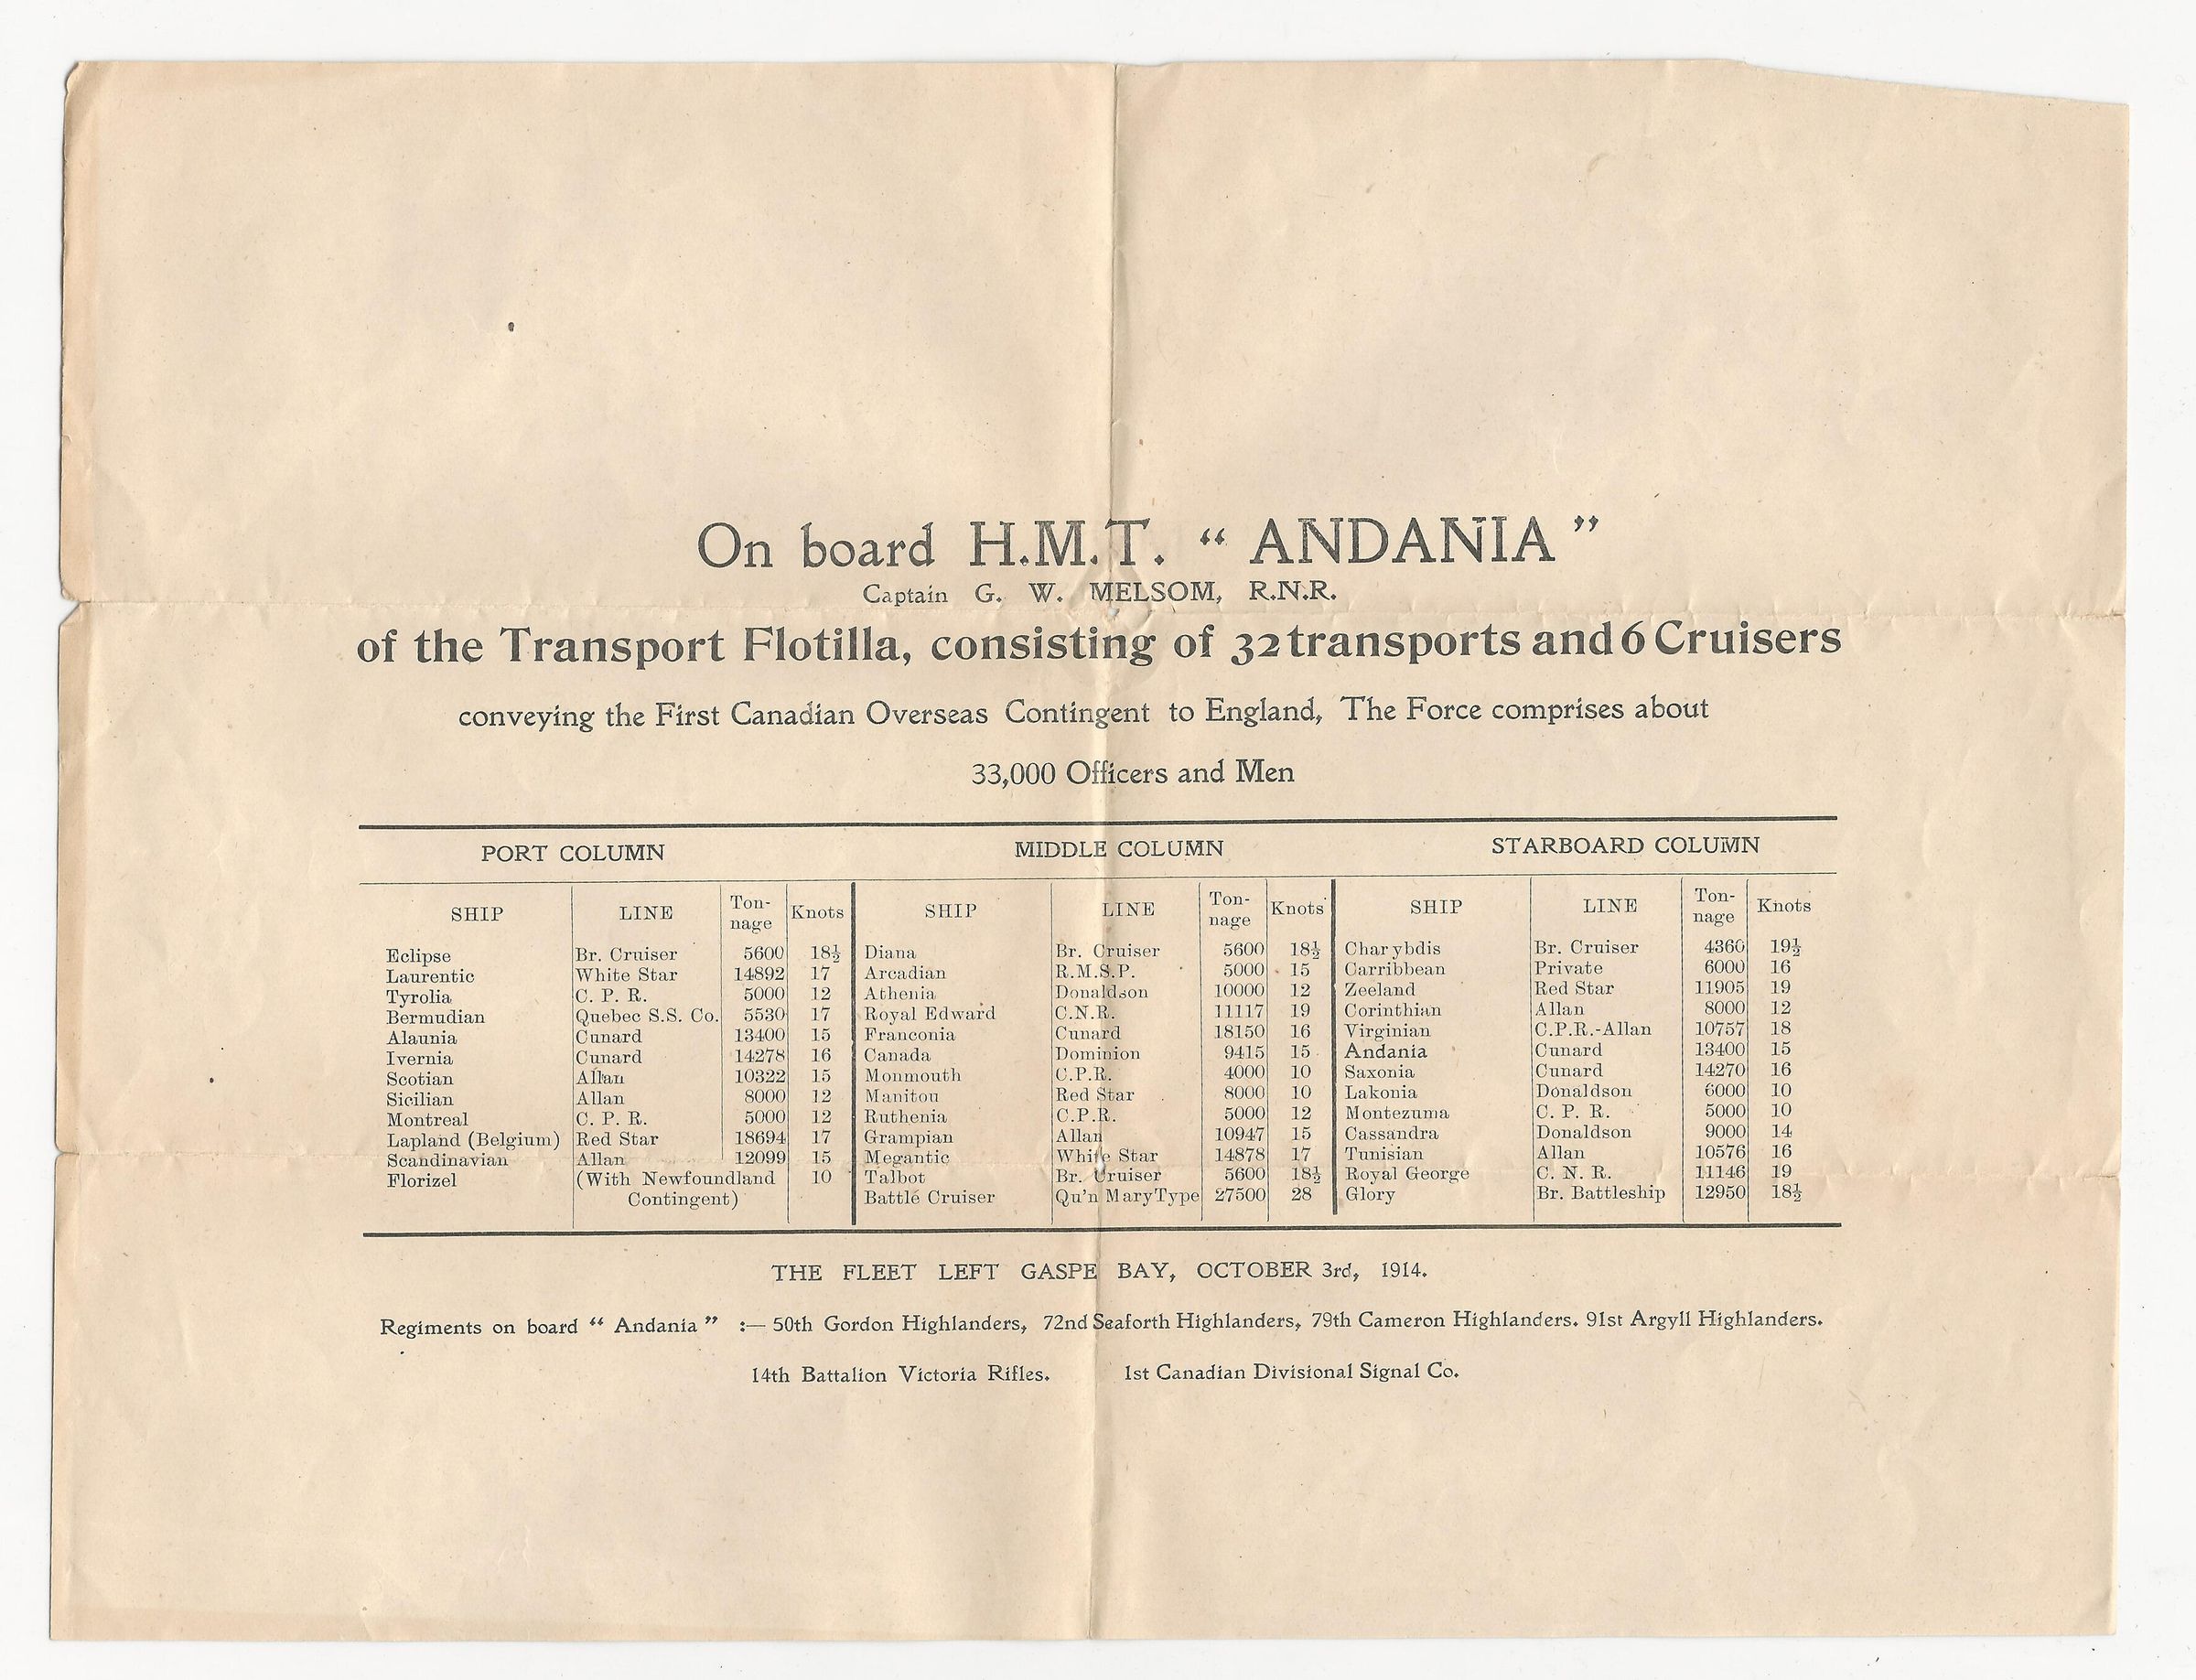 On board H.M.T. “ ANDANIA ”
Captain G. W. MELSOM, R.N.R.
of the Transport Flotilla, consisting of 32 transports and 6 Cruisers
conveying the First Canadian Overseas Contingent to England, The Force comprises about
33,000 Officers and Men
PORT COLUMN MIDDLE COLUMN STARBOARD COLUMN
SHIP LINE Ton-nage Knots SHIP LINE Ton-nage Knots SHIP LINE Ton-nage Knots
Eclipse Br. Cruiser 5600 18½ Diana Br. Cruiser 5600 18½ Charybdis Br. Cruiser 4360 19½
Laurentic White Star 14892 17 Arcadian R.M.S.P. 5000 15 Carribbean Private 6000 16
Tyrolia C. P. R. 5000 12 Athenia Donaldson 10000 12 Zeeland Red Star 11905 19
Bermudian Quebec S.S. Co. 5530 17 Royal Edward C.N.R. 11117 19 Corinthian Allan 8000 12
Alaunia Cunard 13400 15 Franconia Cunard 18150 16 Virginian C.P.R.-Allan 10757 18
Ivernia Cunard 14278 16 Canada Dominion 9415 15 Andania Cunard 13400 15
Scotian Allan 10322 15 Monmouth C.P.R. 4000 10 Saxonia Cunard 14270 16
Sicilian Allan 8000 12 Manitou Red Star 8000 10 Lakonia Donaldson 6000 10
Montreal C. P. R. 5000 12 Ruthenia C.P.R. 5000 12 Montezuma C. P. R. 5000 10
Lapland (Belgium) Red Star 18694 17 Grampian Allan 10947 15 Cassandra Donaldson 9000 14
Scandinavian Allan 12099 15 Megantic White Star 14878 17 Tunisian Allan 10576 16
Florizel (With Newfoundland 10 Talbot Br. Cruiser 5600 18½ Royal George C. N. R. 11146 19
Contingent) Battle Cruiser Qu'n Mary Type 27500 28 Glory Br. Battleship 12950 18½
THE FLEET LEFT GASPE BAY, OCTOBER 3rd, 1914.
Regiments on board “ Andania ” :— 50th Gordon Highlanders, 72nd Seaforth Highlanders, 79th Cameron Highlanders. 91st Argyll Highlanders.
14th Battalion Victoria Rifles. 1st Canadian Divisional Signal Co.